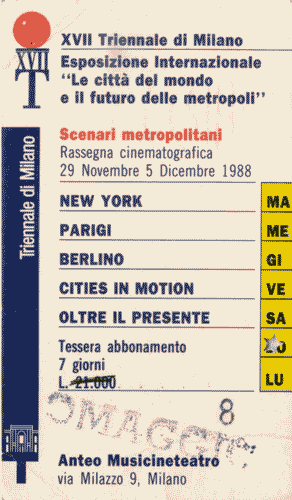 XVII
XVII Triennale di Milano
Esposizione Internazionale
"Le città del mondo
e il futuro delle metropoli"
Scenari metropolitani
Rassegna cinematografica
29 Novembre 5 Dicembre 1988
Triennale di Milano
NEW YORK MA
PARIGI ME
BERLINO GI
CITIES IN MOTION VE
OLTRE IL PRESENTE SA
Tessera abbonamento
7 giorni
L. 21.000
LU
8
OMAGGIO
Anteo Musicineteatro
via Milazzo 9, Milano